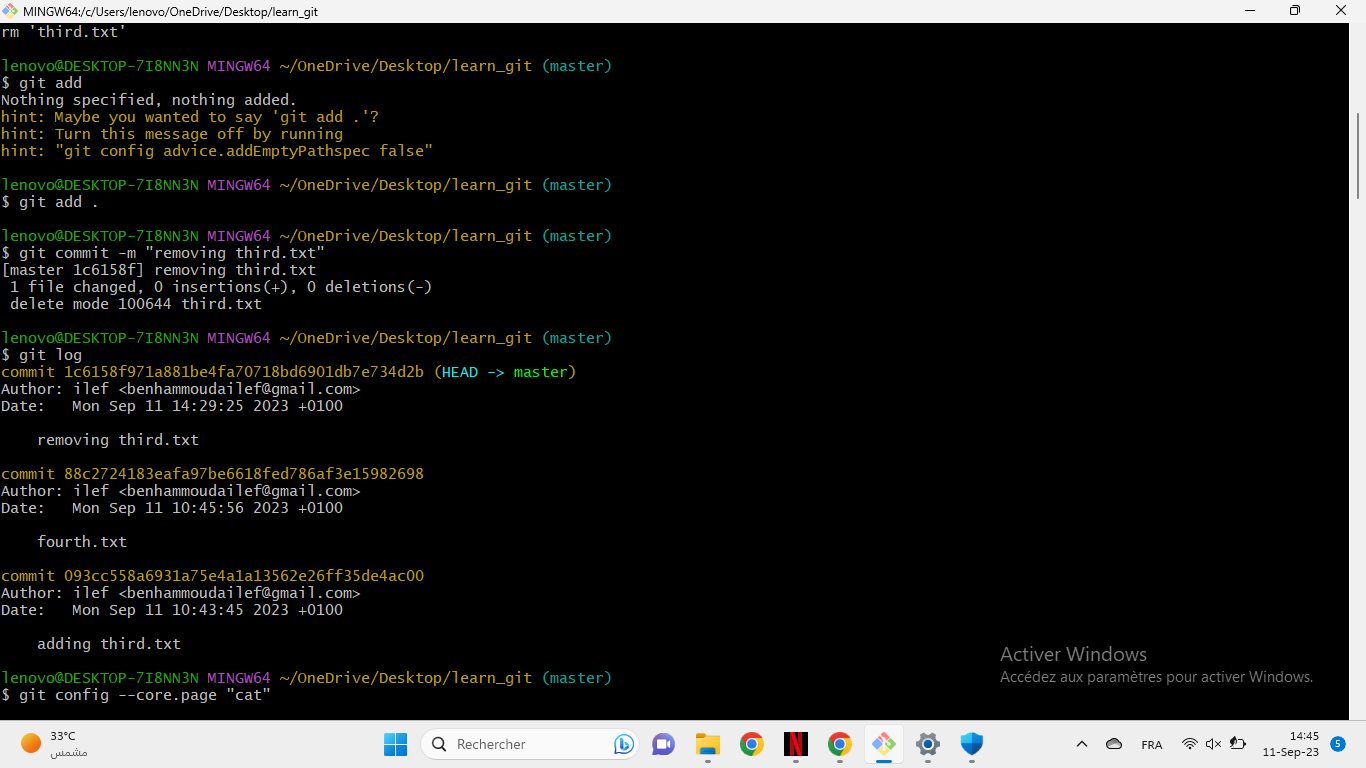 MINGW64:/c/Users/lenovo/OneDrive/Desktop/learn_git
rm 'third.txt'
lenovo@DESKTOP-7I8NN3N MINGW64 ~/OneDrive/Desktop/learn_git (master)
$ git add
Nothing specified, nothing added.
hint: Maybe you wanted to say 'git add .'?
hint: Turn this message off by running
hint: "git config advice.addEmptyPathspec false"
lenovo@DESKTOP-7I8NN3N MINGW64 ~/OneDrive/Desktop/learn_git (master)
$ git add .
lenovo@DESKTOP-7I8NN3N MINGW64 ~/OneDrive/Desktop/learn_git (master)
$ git commit -m "removing third.txt"
[master 1c6158f] removing third.txt
 1 file changed, 0 insertions(+), 0 deletions(-)
 delete mode 100644 third.txt
lenovo@DESKTOP-7I8NN3N MINGW64 ~/OneDrive/Desktop/learn_git (master)
$ git log
commit 1c6158f971a881be4fa70718bd6901db7e734d2b (HEAD -> master)
Author: ilef <benhammoudailef@gmail.com>
Date:   Mon Sep 11 14:29:25 2023 +0100
    removing third.txt
commit 88c2724183eafa97be6618fed786af3e15982698
Author: ilef <benhammoudailef@gmail.com>
Date:   Mon Sep 11 10:45:56 2023 +0100
    fourth.txt
commit 093cc558a6931a75e4a1a13562e26ff35de4ac00
Author: ilef <benhammoudailef@gmail.com>
Date:   Mon Sep 11 10:43:45 2023 +0100
    adding third.txt
lenovo@DESKTOP-7I8NN3N MINGW64 ~/OneDrive/Desktop/learn_git (master)
$ git config --core.page "cat"
Activer Windows
Accédez aux paramètres pour activer Windows.
33°C
مشمس
Rechercher
N
FRA
14:45
11-Sep-23
5